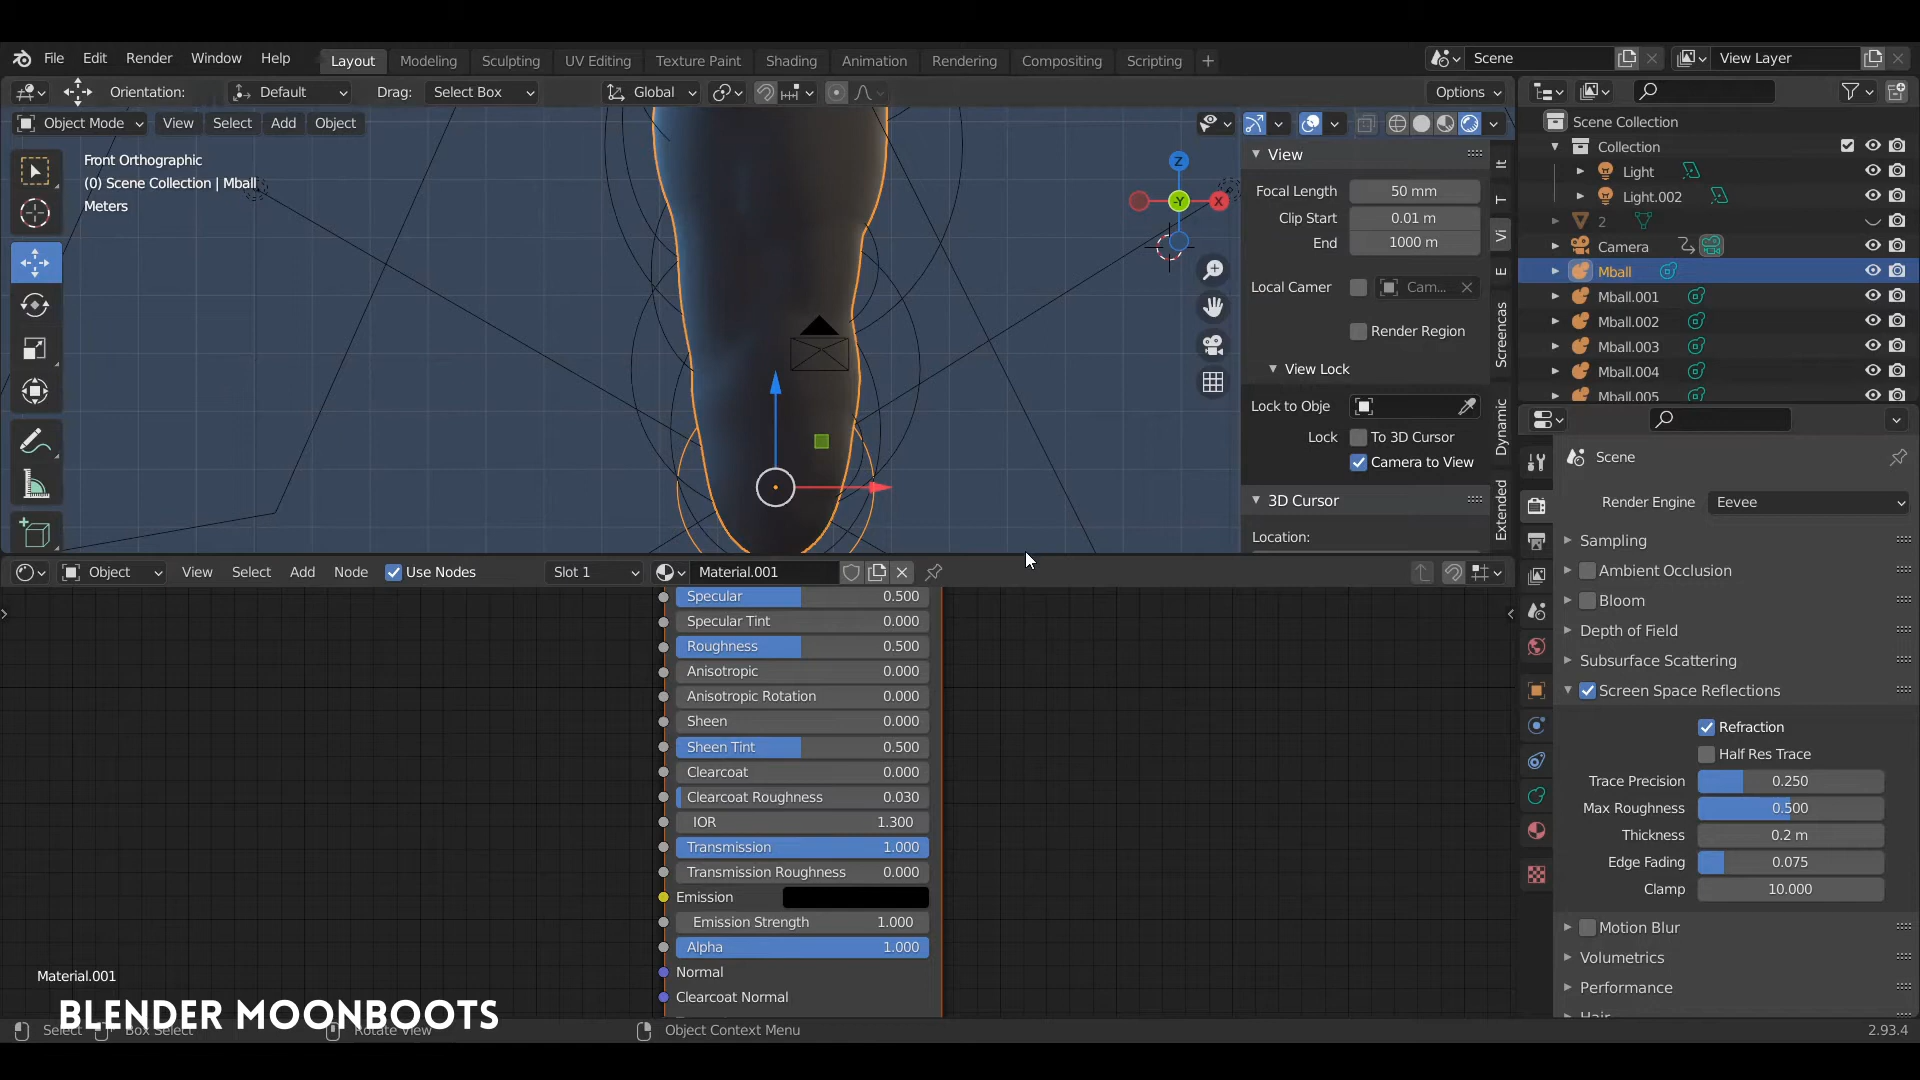 File Edit Render Window Help Layout Modeling Sculpting UV Editing Texture Paint Shading Animation Rendering Compositing Scripting + Scene View Layer
Orientation: Default Drag: Select Box Global Options
Object Mode View Select Add Object
Front Orthographic
(0) Scene Collection | Mball
Meters
Z
-Y
X
View
Focal Length 50 mm
Clip Start 0.01 m
End 1000 m
Local Camer Cam...
Render Region
View Lock
Lock to Obje
Lock To 3D Cursor
Camera to View
3D Cursor
Location:
It
T
Vi
E
Screencas
Dynamic
Extended
Scene Collection
Collection
Light
Light.002
2
Camera
Mball
Mball.001
Mball.002
Mball.003
Mball.004
Mball.005
Scene
Render Engine Eevee
Sampling
Ambient Occlusion
Bloom
Depth of Field
Subsurface Scattering
Screen Space Reflections
Refraction
Half Res Trace
Trace Precision 0.250
Max Roughness 0.500
Thickness 0.2 m
Edge Fading 0.075
Clamp 10.000
Motion Blur
Volumetrics
Performance
Hair
Object View Select Add Node Use Nodes Slot 1 Material.001
Specular 0.500
Specular Tint 0.000
Roughness 0.500
Anisotropic 0.000
Anisotropic Rotation 0.000
Sheen 0.000
Sheen Tint 0.500
Clearcoat 0.000
Clearcoat Roughness 0.030
IOR 1.300
Transmission 1.000
Transmission Roughness 0.000
Emission
Emission Strength 1.000
Alpha 1.000
Normal
Clearcoat Normal
Material.001
BLENDER MOONBOOTS
Select Box Select Rotate View Object Context Menu 2.93.4